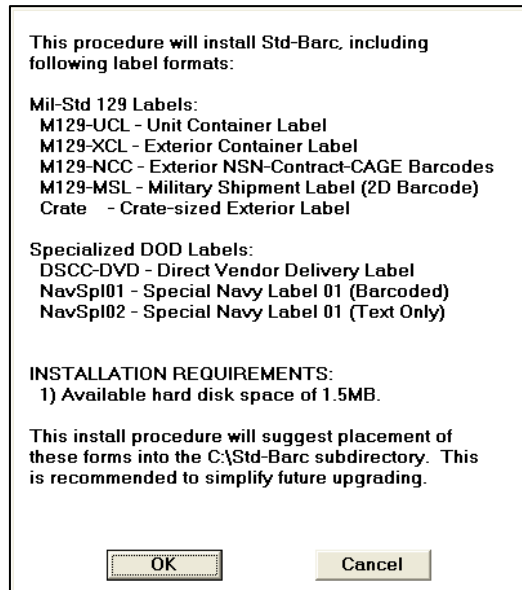 This procedure will install Std-Barc, including
following label formats:
Mil-Std 129 Labels:
M129-UCL - Unit Container Label
M129-XCL - Exterior Container Label
M129-NCC - Exterior NSN-Contract-CAGE Barcodes
M129-MSL - Military Shipment Label (2D Barcode)
Crate - Crate-sized Exterior Label
Specialized DOD Labels:
DSCC-DVD - Direct Vendor Delivery Label
NavSpl01 - Special Navy Label 01 (Barcoded)
NavSpl02 - Special Navy Label 01 (Text Only)
INSTALLATION REQUIREMENTS:
1) Available hard disk space of 1.5MB.
This install procedure will suggest placement of
these forms into the C:\Std-Barc subdirectory. This
is recommended to simplify future upgrading.
OK Cancel